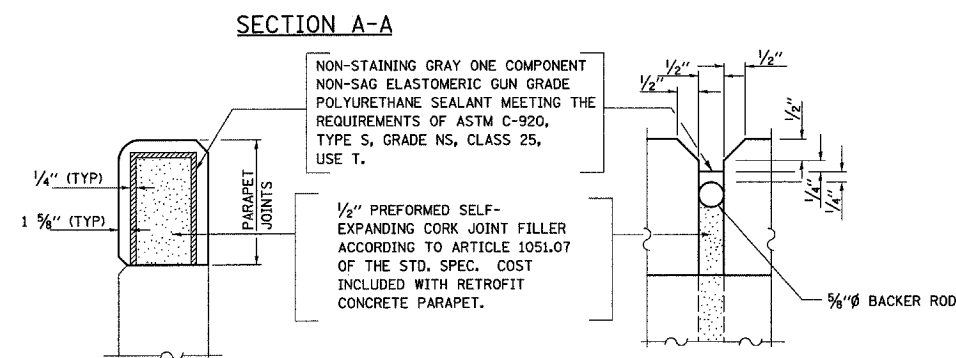 SECTION A-A
NON-STAINING GRAY ONE COMPONENT
NON-SAG ELASTOMERIC GUN GRADE
POLYURETHANE SEALANT MEETING THE
REQUIREMENTS OF ASTM C-920,
TYPE S, GRADE NS, CLASS 25,
USE T.
1/2" PREFORMED SELF-
EXPANDING CORK JOINT FILLER
ACCORDING TO ARTICLE 1051.07
OF THE STD. SPEC. COST
INCLUDED WITH RETROFIT
CONCRETE PARAPET.
1/4" (TYP)
1 5/8" (TYP)
PARAPET
JOINTS
1/2"
1/2"
1/2"
1/2"
1/4"
1/4"
5/8"Ø BACKER ROD